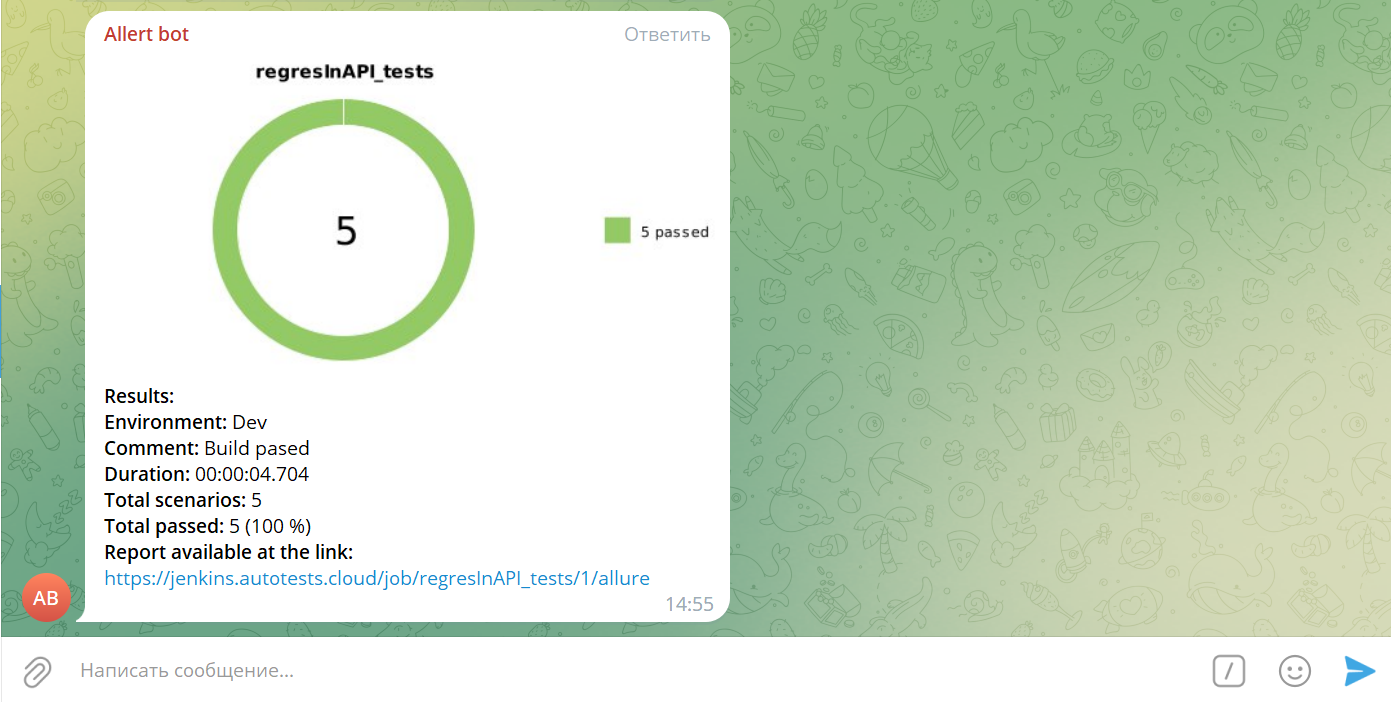 Allert bot
Ответить
regresInAPI_tests
5
5 passed
Results:
Environment: Dev
Comment: Build pased
Duration: 00:00:04.704
Total scenarios: 5
Total passed: 5 (100 %)
Report available at the link:
https://jenkins.autotests.cloud/job/regresInAPI_tests/1/allure
AB
14:55
Написать сообщение...